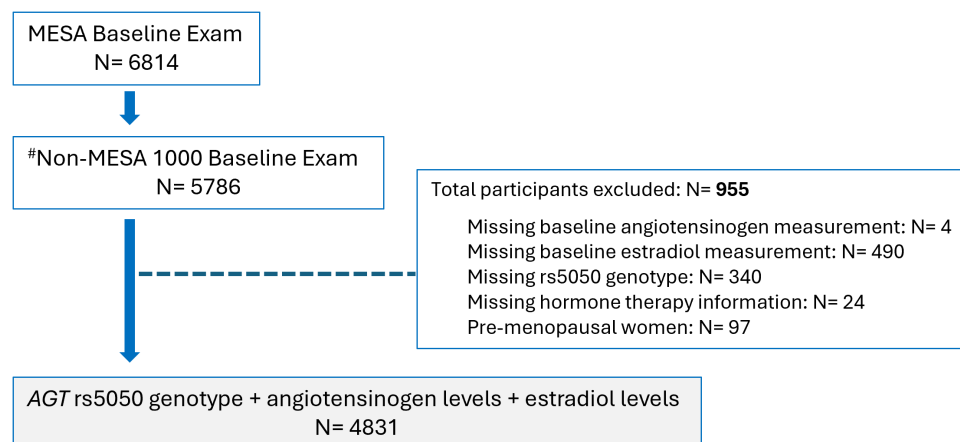 MESA Baseline Exam
N= 6814
#Non-MESA 1000 Baseline Exam
N= 5786
Total participants excluded: N= 955
Missing baseline angiotensinogen measurement: N= 4
Missing baseline estradiol measurement: N= 490
Missing rs5050 genotype: N= 340
Missing hormone therapy information: N= 24
Pre-menopausal women: N= 97
AGT rs5050 genotype + angiotensinogen levels + estradiol levels
N= 4831